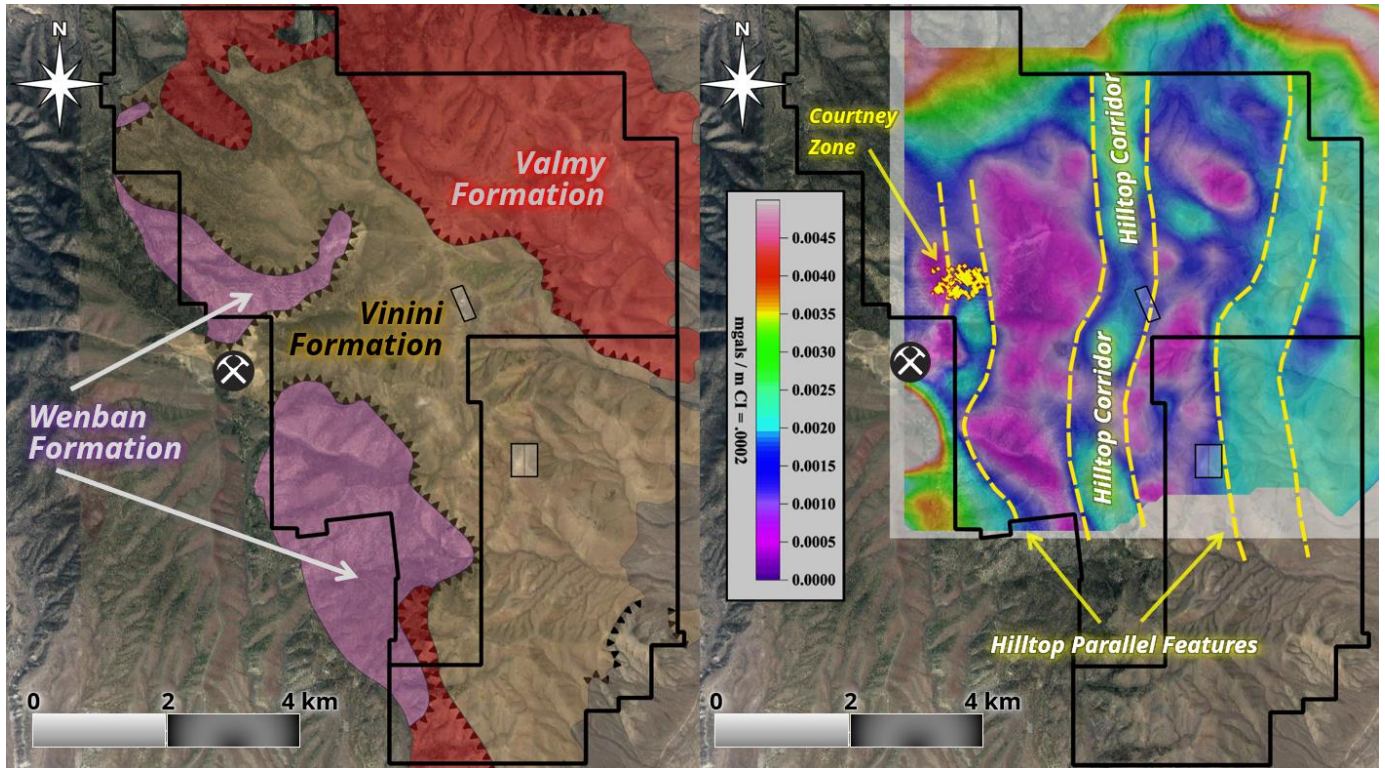 N
Valmy
Formation
Vinini
Formation
Wenban
Formation
0
2
4 km
N
Courtney
Zone
Hilltop Corridor
Hilltop Corridor
0.0045
0.0040
0.0035
0.0030
0.0025
0.0020
0.0015
0.0010
0.0005
0.0000
mgals / m CI = .0002
Hilltop Parallel Features
0
2
4 km